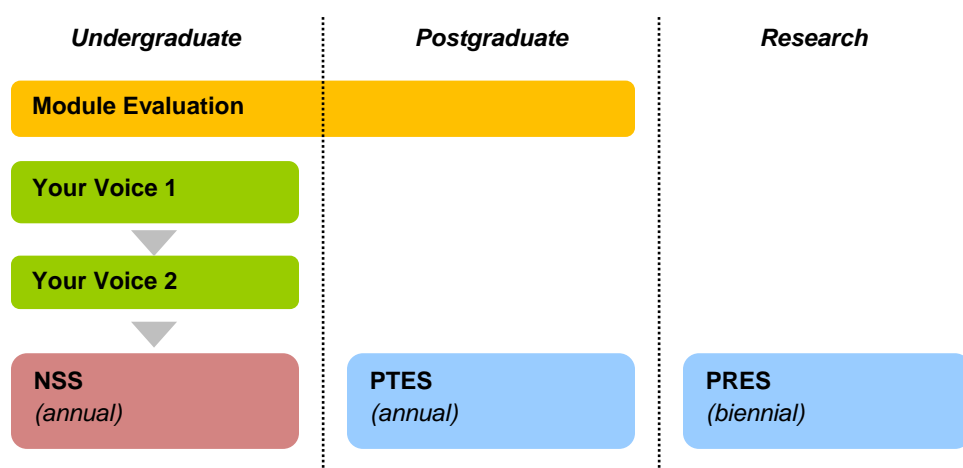 Undergraduate
Postgraduate
Research
Module Evaluation
Your Voice 1
Your Voice 2
NSS
(annual)
PTES
(annual)
PRES
(biennial)